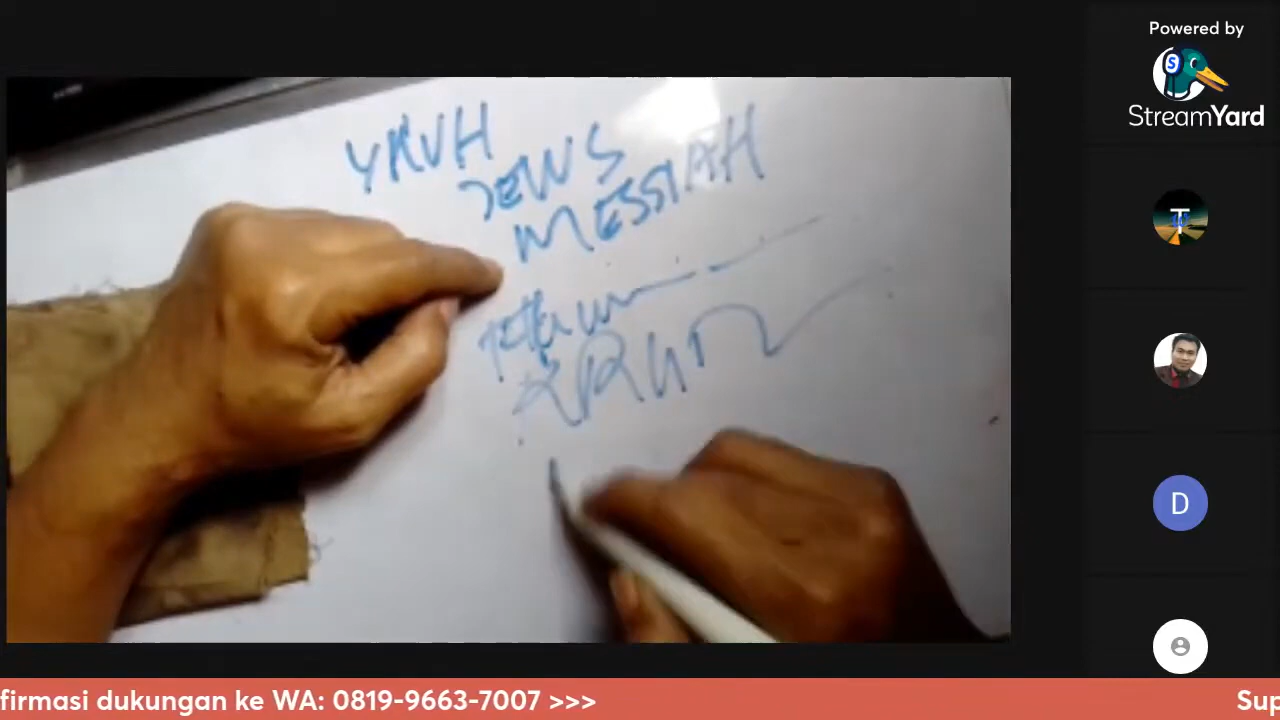 Powered by
StreamYard
YHVH
JEWS
MESSIAH
T
D
firmasi dukungan ke WA: 0819-9663-7007 >>>
Sup